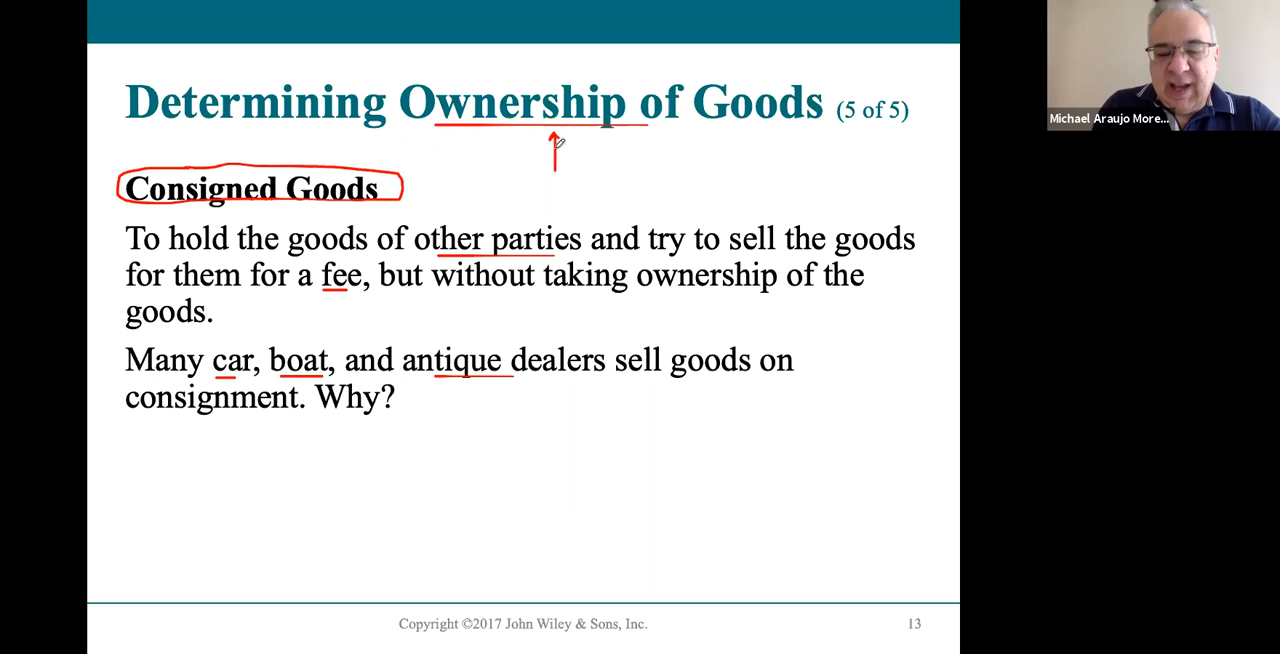 Determining Ownership of Goods (5 of 5)
Michael Araujo More...
Consigned Goods
To hold the goods of other parties and try to sell the goods
for them for a fee, but without taking ownership of the
goods.
Many car, boat, and antique dealers sell goods on
consignment. Why?
Copyright ©2017 John Wiley & Sons, Inc.
13